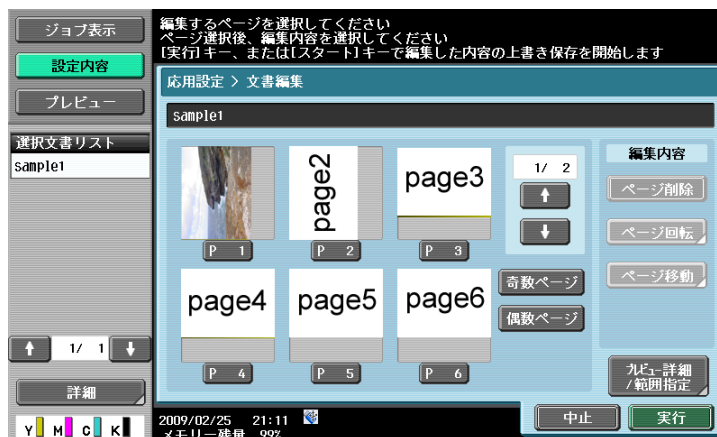 ジョブ表示
設定内容
プレビュー
選択文書リスト
sample1
1/ 1
詳細
Y M C K
編集するページを選択してください
ページ選択後、編集内容を選択してください
[実行]キー、または[スタート]キーで編集した内容の上書き保存を開始します
応用設定 > 文書編集
sample1
page2
page3
P 1
P 2
P 3
page4
page5
page6
P 4
P 5
P 6
1/ 2
奇数ページ
偶数ページ
編集内容
ページ削除
ページ回転
ページ移動
プレビュー詳細
/範囲指定
2009/02/25 21:11
メモリー残量 99%
中止
実行